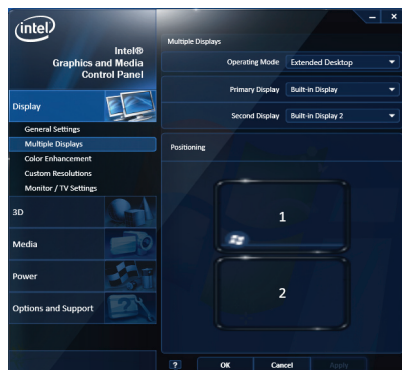 intel
Intel®
Graphics and Media
Control Panel
Display
General Settings
Multiple Displays
Color Enhancement
Custom Resolutions
Monitor / TV Settings
3D
Media
Power
Options and Support
Multiple Displays
Operating Mode Extended Desktop
Primary Display Built-in Display
Second Display Built-in Display 2
Positioning
1
2
? OK Cancel Apply